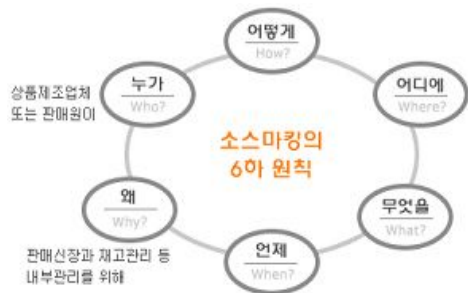 어떻게
How?
누가
Who?
어디에
Where?
상품제조업체
또는 판매원이
소스마킹의
6하 원칙
왜
Why?
무엇을
What?
언제
When?
판매신장과 재고관리 등
내부관리를 위해